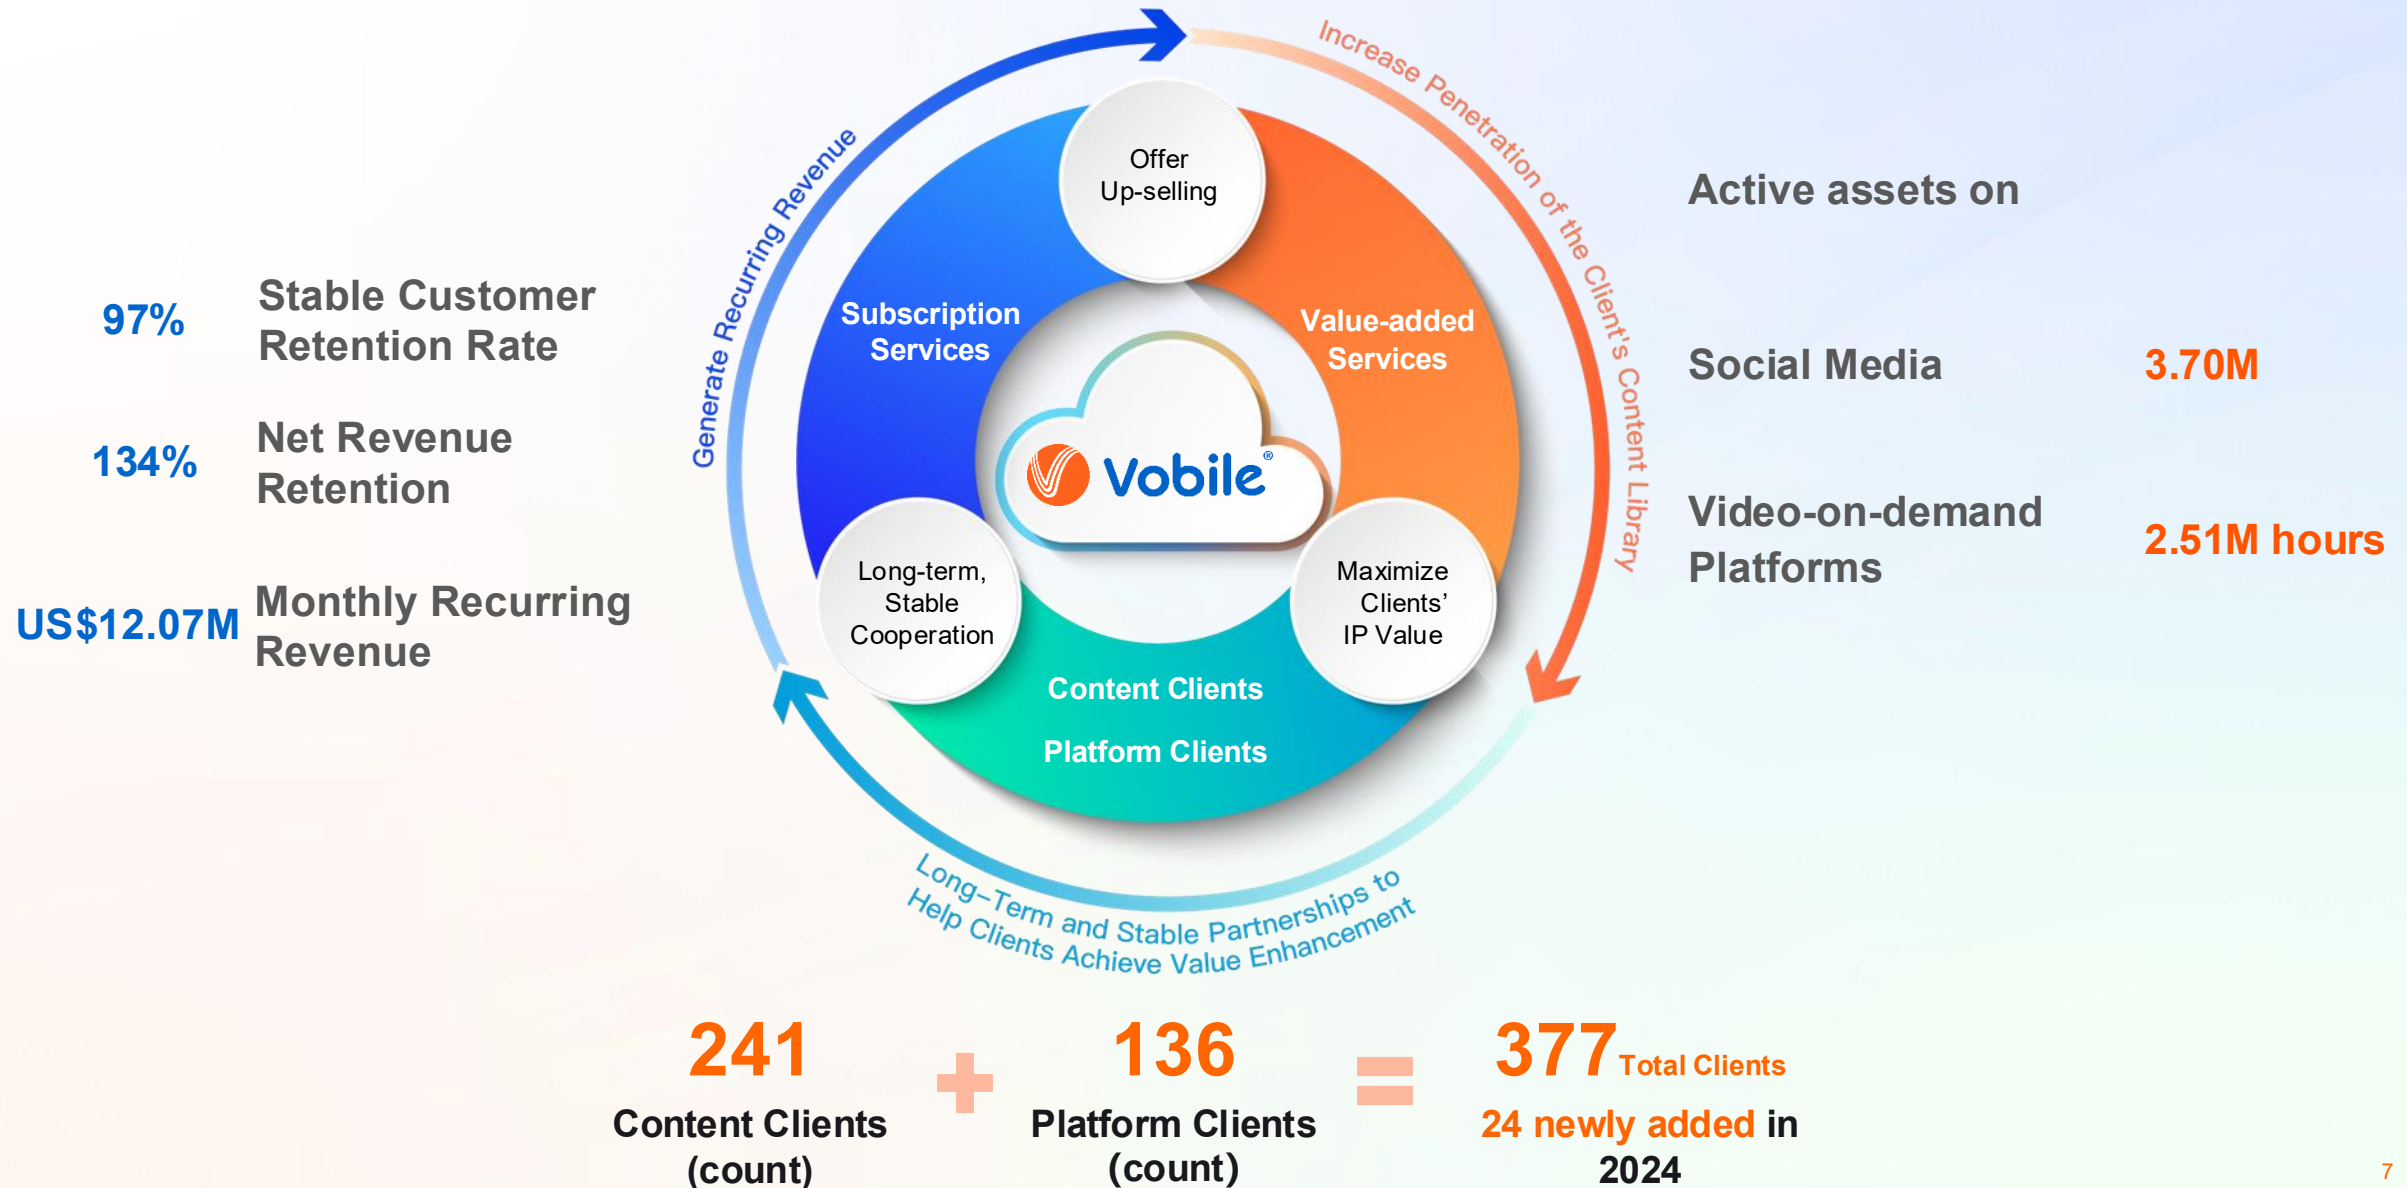 97%
Stable Customer
Retention Rate
134%
Net Revenue
Retention
US$12.07M
Monthly Recurring
Revenue
Generate Recurring Revenue
Increase Penetration of the Client's Content Library
Long-Term and Stable Partnerships to
Help Clients Achieve Value Enhancement
Offer
Up-selling
Subscription
Services
Value-added
Services
Vobile®
Long-term,
Stable
Cooperation
Maximize
Clients’
IP Value
Content Clients
Platform Clients
Active assets on
Social Media
3.70M
Video-on-demand
Platforms
2.51M hours
241
Content Clients
(count)
+
136
Platform Clients
(count)
=
377 Total Clients
24 newly added in
2024
7